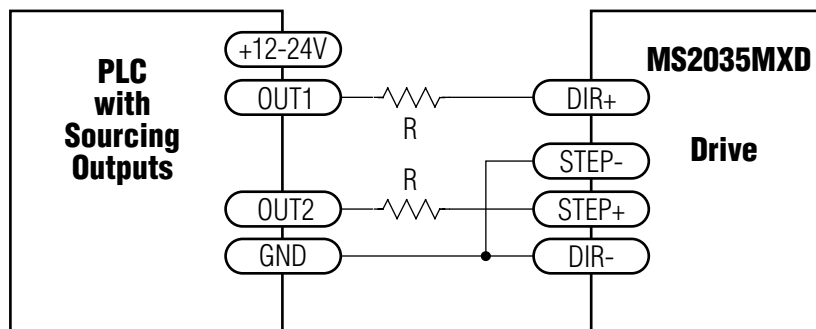 PLC
with
Sourcing
Outputs
+12-24V
OUT1
OUT2
GND
R
R
MS2035MXD
Drive
DIR+
STEP-
STEP+
DIR-